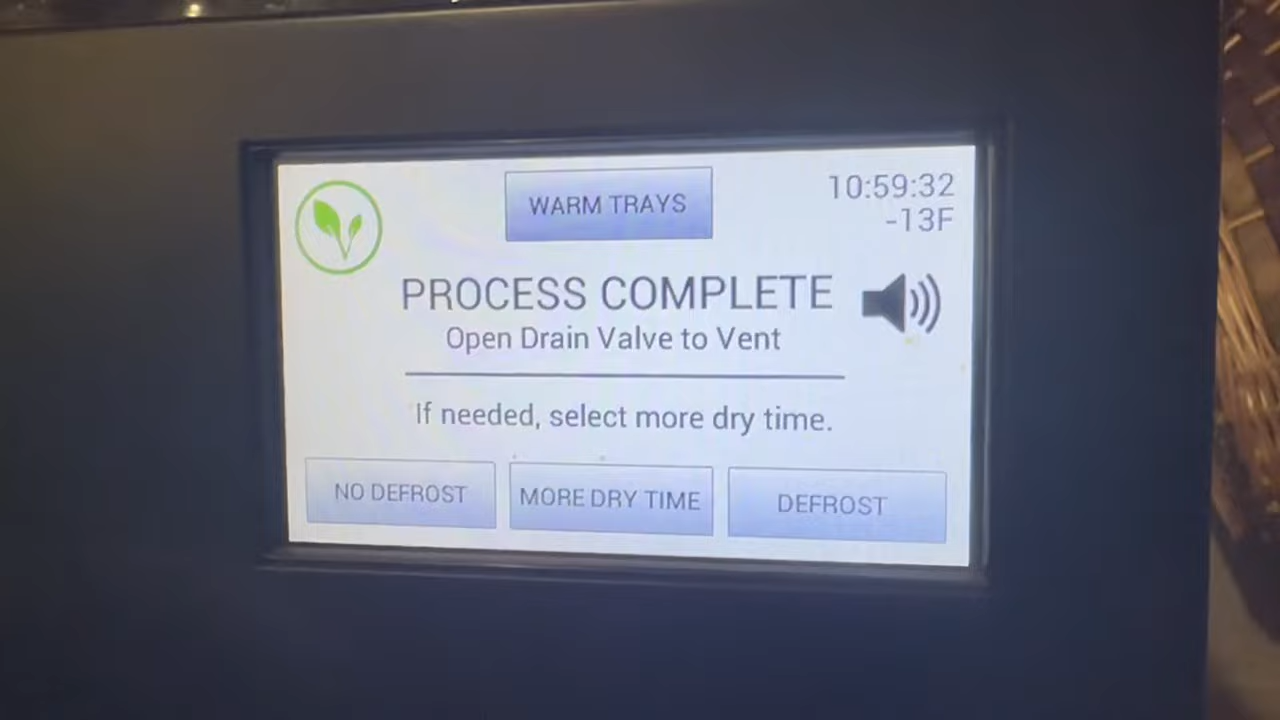 WARM TRAYS
10:59:32
-13F
PROCESS COMPLETE
Open Drain Valve to Vent
If needed, select more dry time.
NO DEFROST
MORE DRY TIME
DEFROST